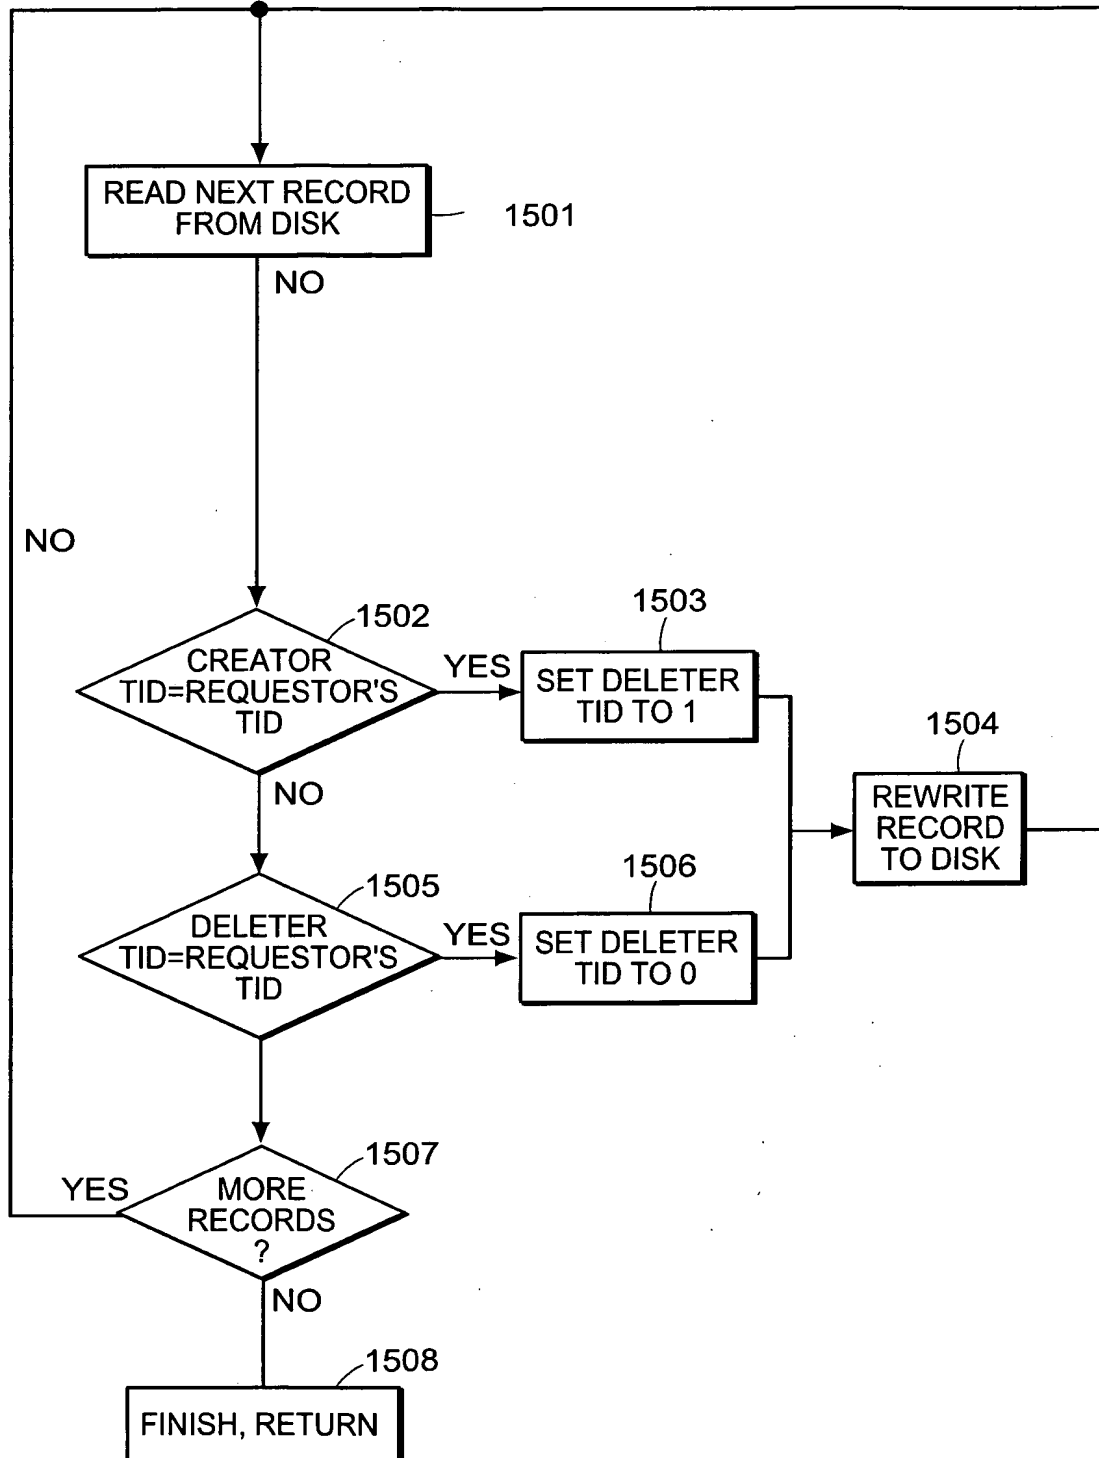 READ NEXT RECORD
FROM DISK
1501
NO
NO
1502
CREATOR
TID=REQUESTOR'S
TID
YES
1503
SET DELETER
TID TO 1
1504
REWRITE
RECORD
TO DISK
NO
1505
DELETER
TID=REQUESTOR'S
TID
YES
1506
SET DELETER
TID TO 0
1507
YES
MORE
RECORDS
?
NO
1508
FINISH, RETURN